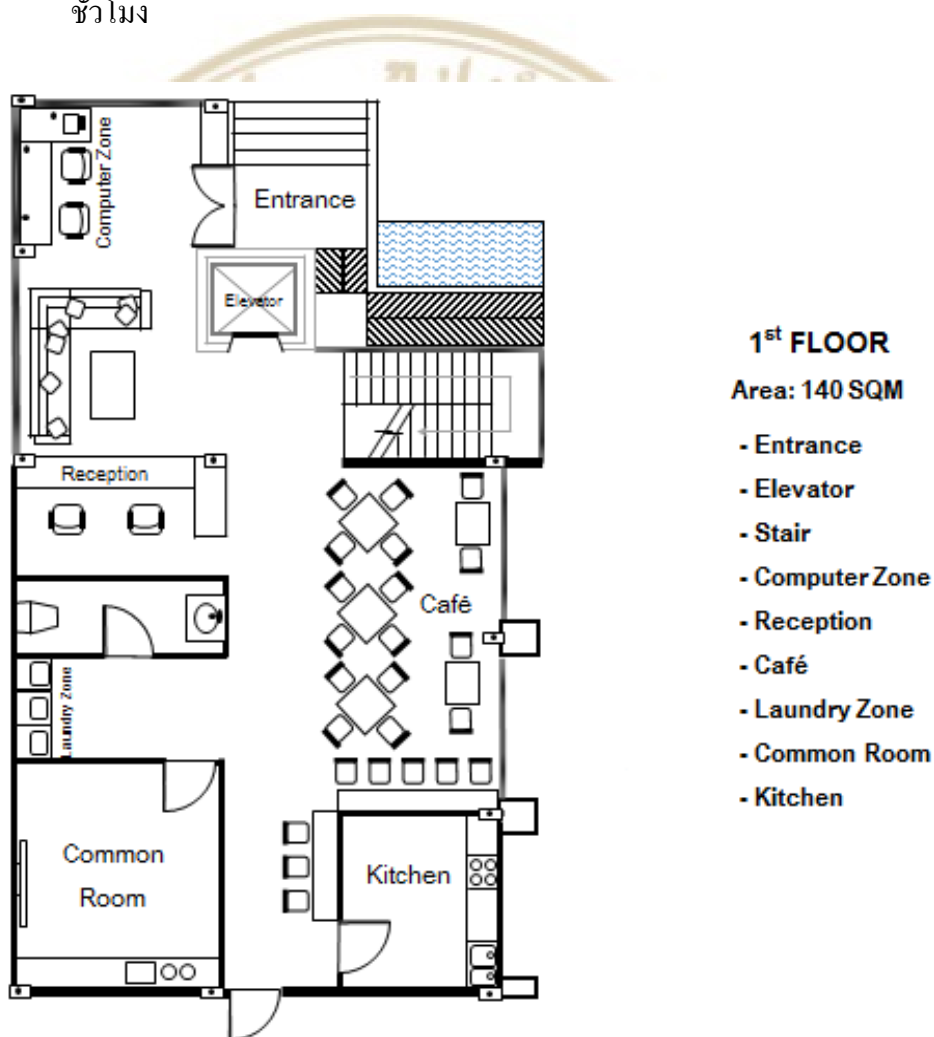 ชั่วโมง
Computer Zone
Entrance
Elevator
1st FLOOR
Area: 140 SQM
- Entrance
- Elevator
- Stair
- Computer Zone
- Reception
- Café
- Laundry Zone
- Common Room
- Kitchen
Reception
Café
Laundry Zone
Common
Room
Kitchen